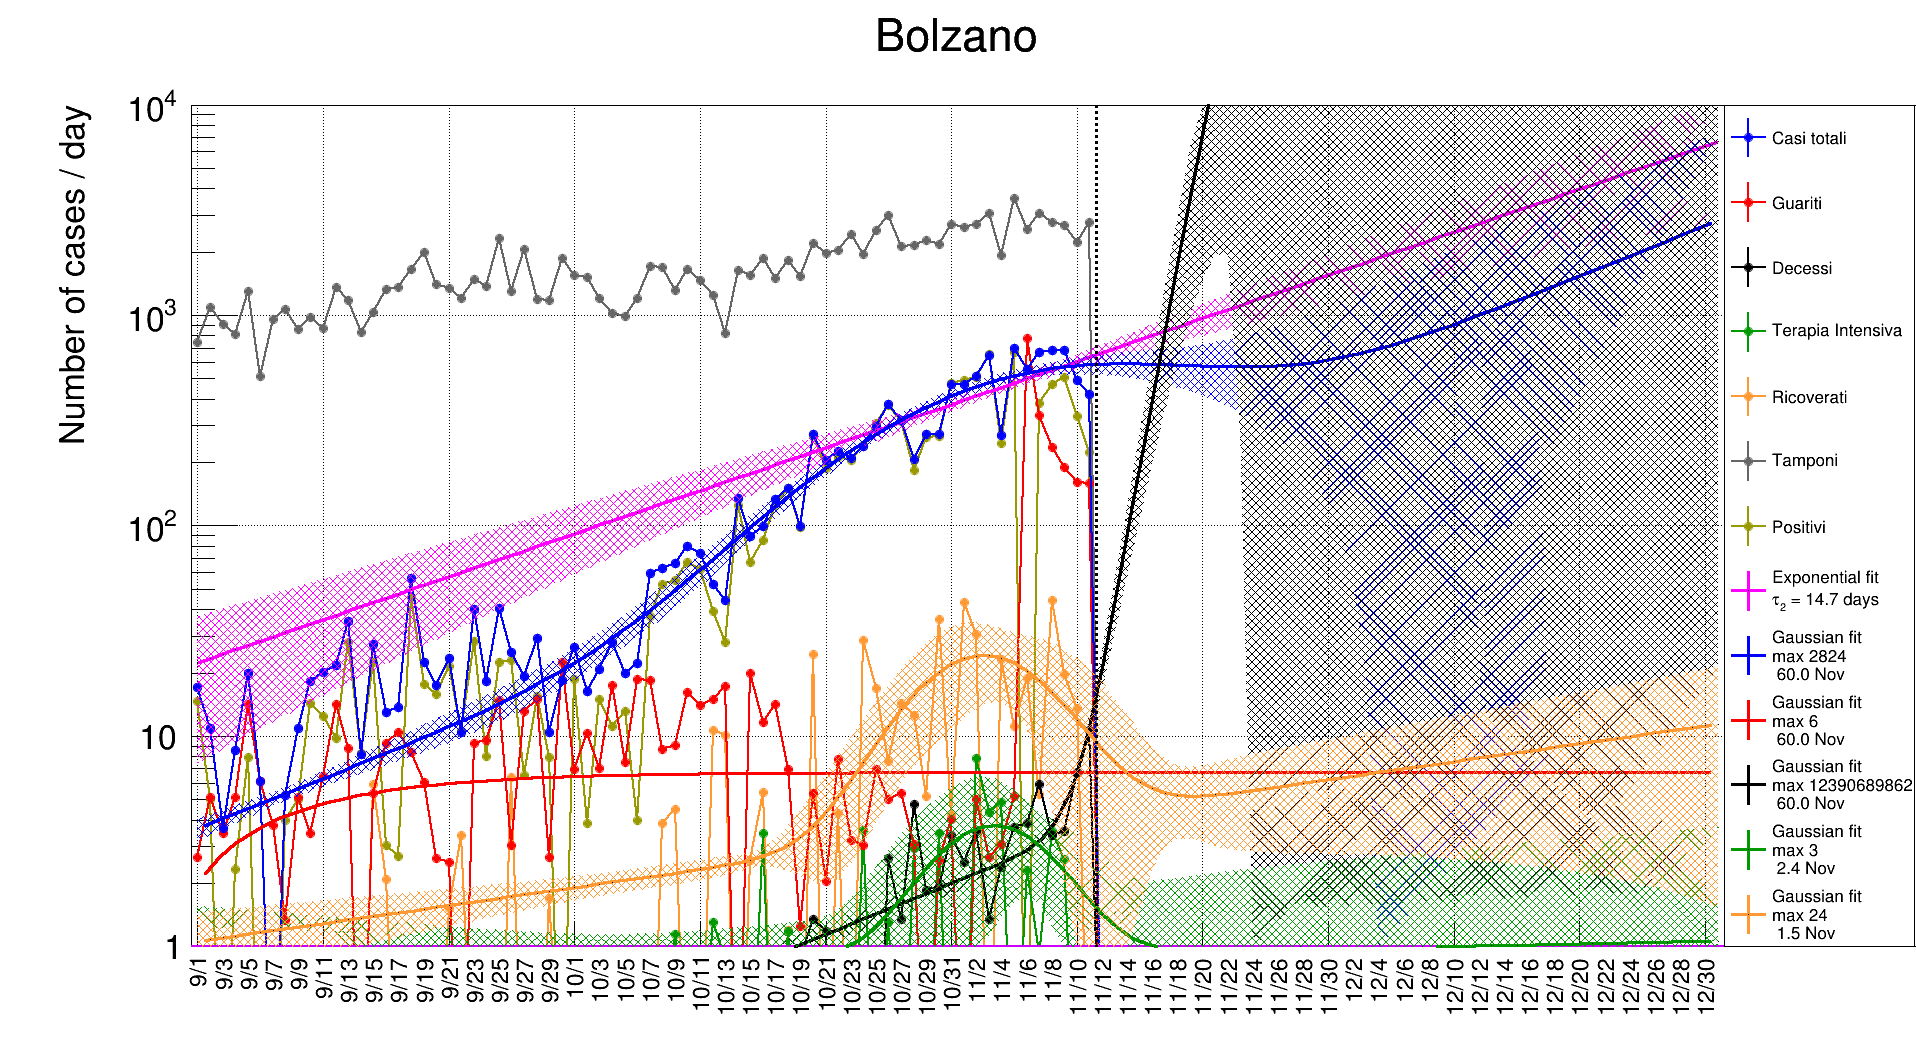 Bolzano
Number of cases / day
10^4
10^3
10^2
10
1
9/1 9/3 9/5 9/7 9/9 9/11 9/13 9/15 9/17 9/19 9/21 9/23 9/25 9/27 9/29 10/1 10/3 10/5 10/7 10/9 10/11 10/13 10/15 10/17 10/19 10/21 10/23 10/25 10/27 10/29 10/31 11/2 11/4 11/6 11/8 11/10 11/12 11/14 11/16 11/18 11/20 11/22 11/24 11/26 11/28 11/30 12/2 12/4 12/6 12/8 12/10 12/12 12/14 12/16 12/18 12/20 12/22 12/24 12/26 12/28 12/30
Casi totali
Guariti
Decessi
Terapia Intensiva
Ricoverati
Tamponi
Positivi
Exponential fit
τ₂ = 14.7 days
Gaussian fit
max 2824
60.0 Nov
Gaussian fit
max 6
60.0 Nov
Gaussian fit
max 12390689862
60.0 Nov
Gaussian fit
max 3
2.4 Nov
Gaussian fit
max 24
1.5 Nov